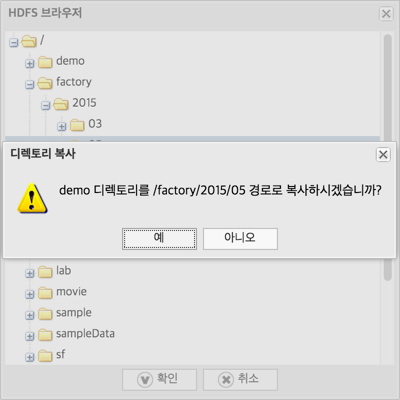 HDFS 브라우저
/
demo
factory
2015
03
디렉토리 복사
demo 디렉토리를 /factory/2015/05 경로로 복사하시겠습니까?
예
아니오
lab
movie
sample
sampleData
sf
확인
취소